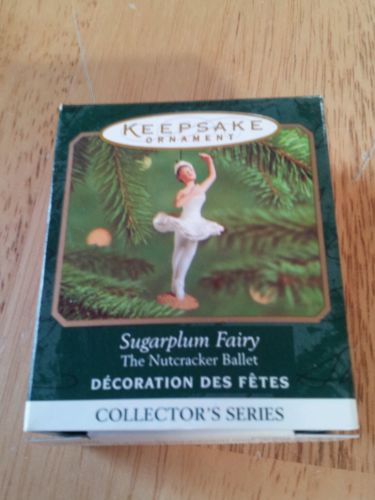 KEEPSAKE
ORNAMENT
Sugarplum Fairy
The Nutcracker Ballet
DÉCORATION DES FÊTES
COLLECTOR'S SERIES